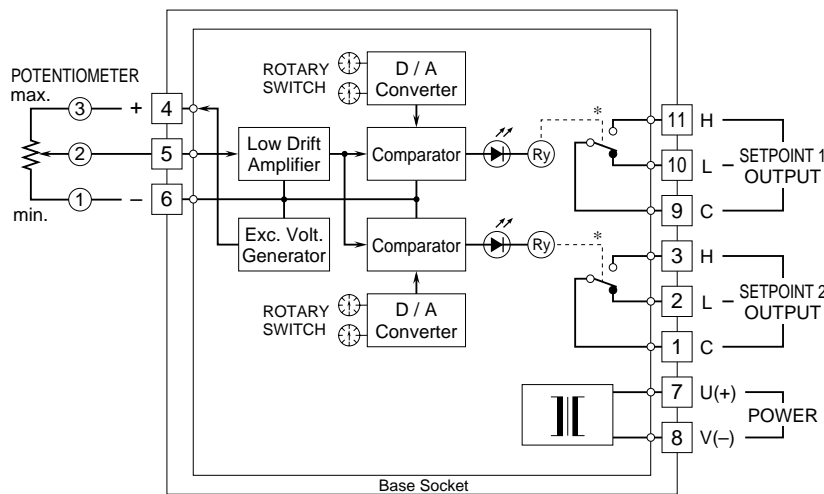 POTENTIOMETER
max.
3
+
4
2
5
1
–
6
min.
ROTARY
SWITCH
D / A
Converter
Low Drift
Amplifier
Comparator
Ry
*
Exc. Volt.
Generator
Comparator
Ry
*
ROTARY
SWITCH
D / A
Converter
11 H
10 L
9 C
SETPOINT 1
OUTPUT
3 H
2 L
1 C
SETPOINT 2
OUTPUT
7 U(+)
8 V(–)
POWER
Base Socket